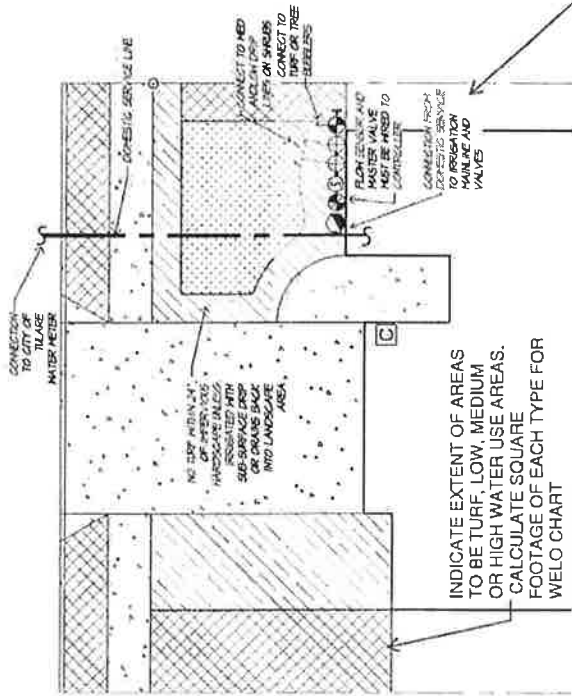 CONNECTION
TO CITY OF
TULARE
WATER METER
DOMESTIC SERVICE LINE
CONNECT TO MED
AND LOW DRIP
LINES ON SHRUBS
CONNECT TO
TURF OR TREE
BUBBLERS
FLOW SENSOR AND
MASTER VALVE
MUST BE WIRED TO
CONTROLLER
CONNECTION FROM
DOMESTIC SERVICE
TO IRRIGATION
MAINLINE AND
VALVES
NO TURF WITHIN 24"
OF IMPERVIOUS
HARDSCAPE UNLESS
IRRIGATED WITH
SUB-SURFACE DRIP
OR DRAINS BACK
INTO LANDSCAPE
AREA
C
INDICATE EXTENT OF AREAS
TO BE TURF, LOW, MEDIUM
OR HIGH WATER USE AREAS.
CALCULATE SQUARE
FOOTAGE OF EACH TYPE FOR
WELO CHART